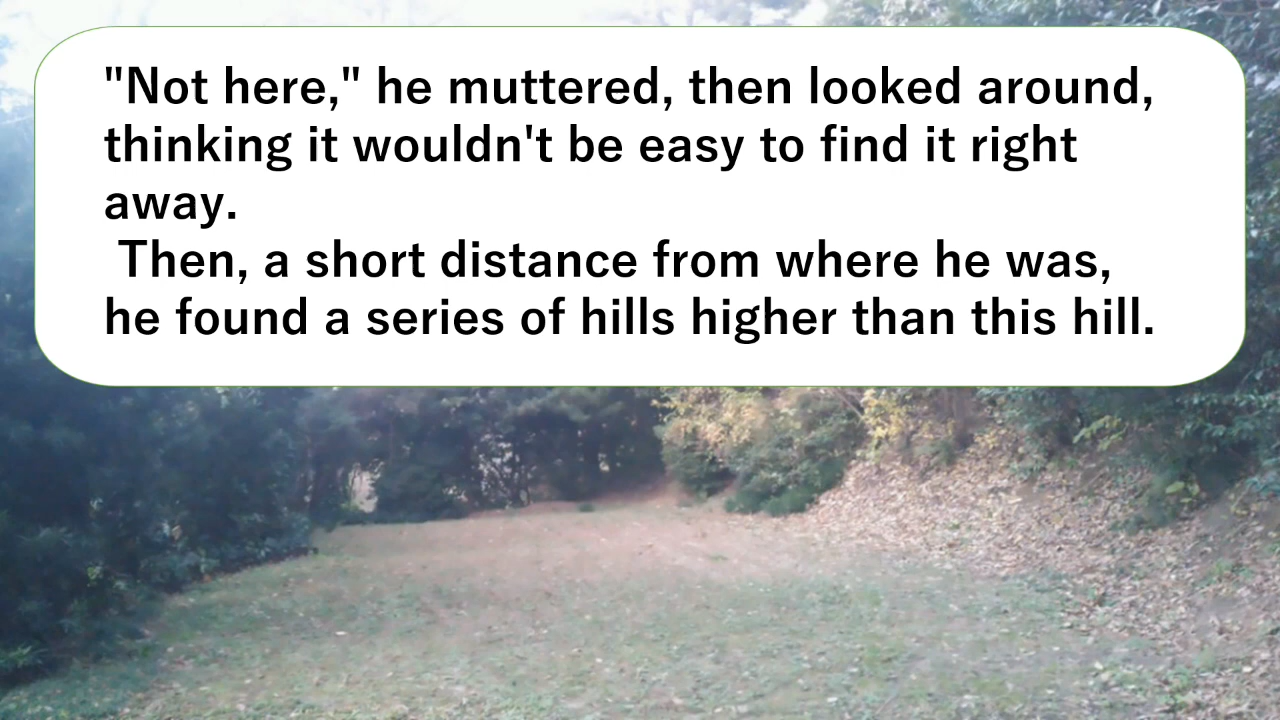 "Not here," he muttered, then looked around,
thinking it wouldn't be easy to find it right
away.
Then, a short distance from where he was,
he found a series of hills higher than this hill.